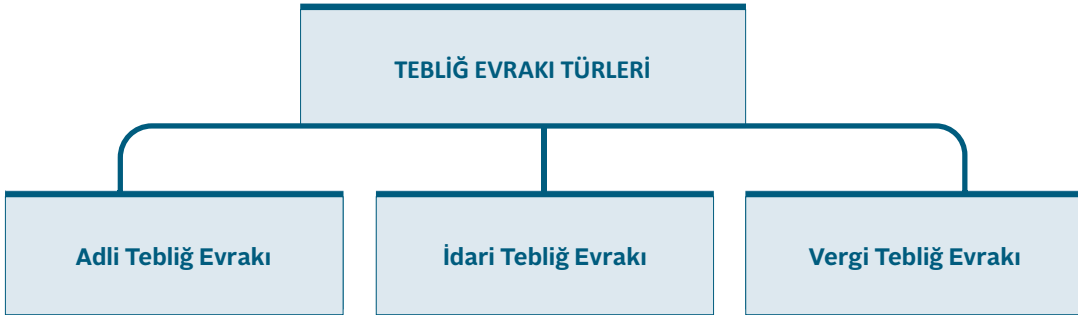 TEBLİĞ EVRAKI TÜRLERİ
Adli Tebliğ Evrakı
İdari Tebliğ Evrakı
Vergi Tebliğ Evrakı